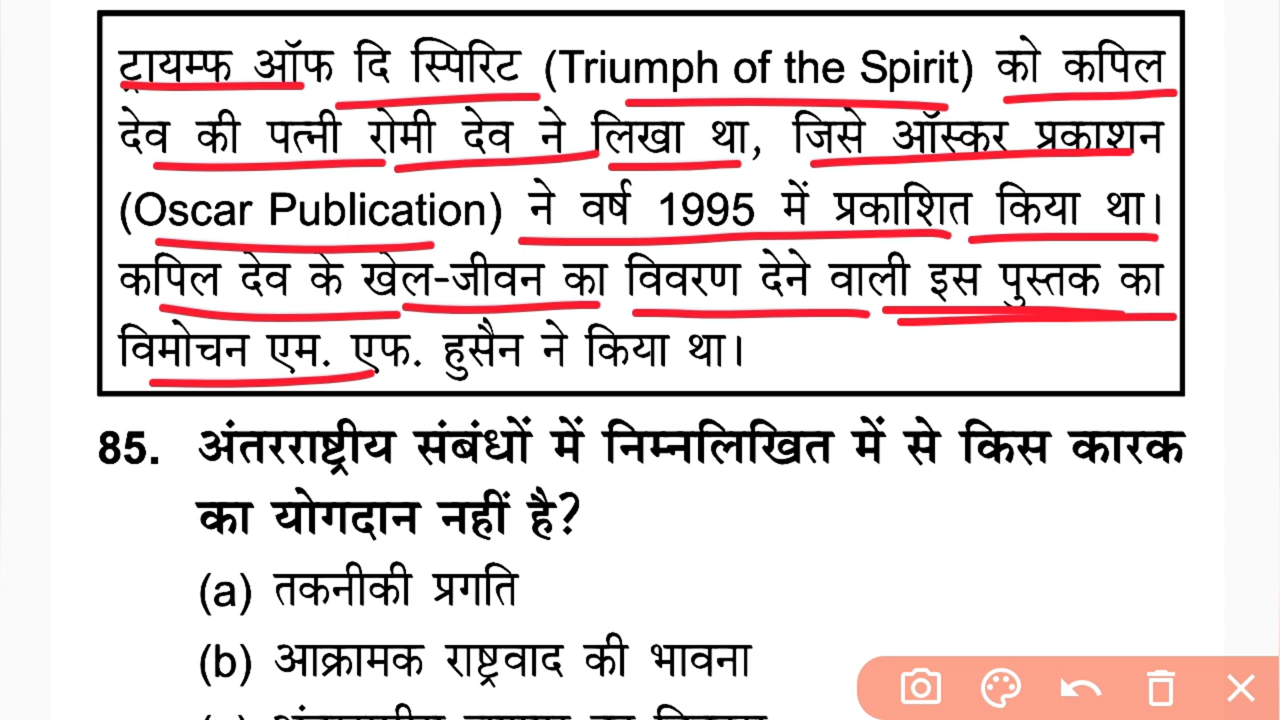 ट्रायम्फ ऑफ दि स्पिरिट (Triumph of the Spirit) को कपिल
देव की पत्नी रोमी देव ने लिखा था, जिसे ऑस्कर प्रकाशन
(Oscar Publication) ने वर्ष 1995 में प्रकाशित किया था।
कपिल देव के खेल-जीवन का विवरण देने वाली इस पुस्तक का
विमोचन एम. एफ. हुसैन ने किया था।
85. अंतरराष्ट्रीय संबंधों में निम्नलिखित में से किस कारक
का योगदान नहीं है?
(a) तकनीकी प्रगति
(b) आक्रामक राष्ट्रवाद की भावना